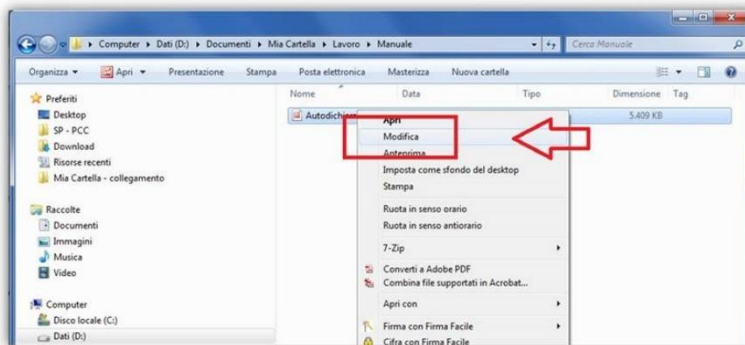 Computer ▸ Dati (D:) ▸ Documenti ▸ Mia Cartella ▸ Lavoro ▸ Manuale
Cerca Manuale
Organizza Apri Presentazione Stampa Posta elettronica Masterizza Nuova cartella
Nome Data Tipo Dimensione Tag
Preferiti
Desktop
SP - PCC
Download
Risorse recenti
Mia Cartella - collegamento
Raccolte
Documenti
Immagini
Musica
Video
Computer
Disco locale (C:)
Dati (D:)
5.409 KB
Apri
Modifica
Anteprima
Imposta come sfondo del desktop
Stampa
Ruota in senso orario
Ruota in senso antiorario
7-Zip
Converti a Adobe PDF
Combina file supportati in Acrobat...
Apri con
Firma con Firma Facile
Cifra con Firma Facile